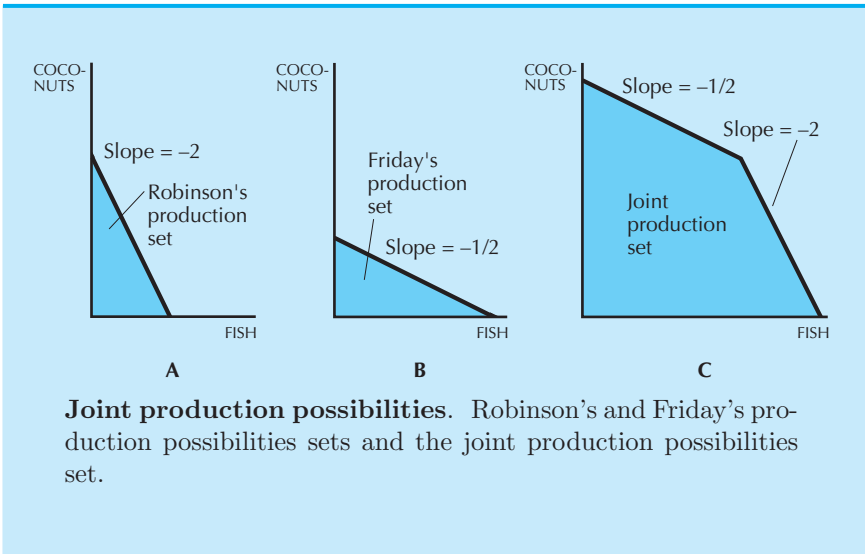 COCO-
NUTS
Slope = –2
Robinson's
production
set
FISH
A
COCO-
NUTS
Friday's
production
set
Slope = –1/2
FISH
B
COCO-
NUTS
Slope = –1/2
Slope = –2
Joint
production
set
FISH
C
Joint production possibilities. Robinson's and Friday's pro-
duction possibilities sets and the joint production possibilities
set.